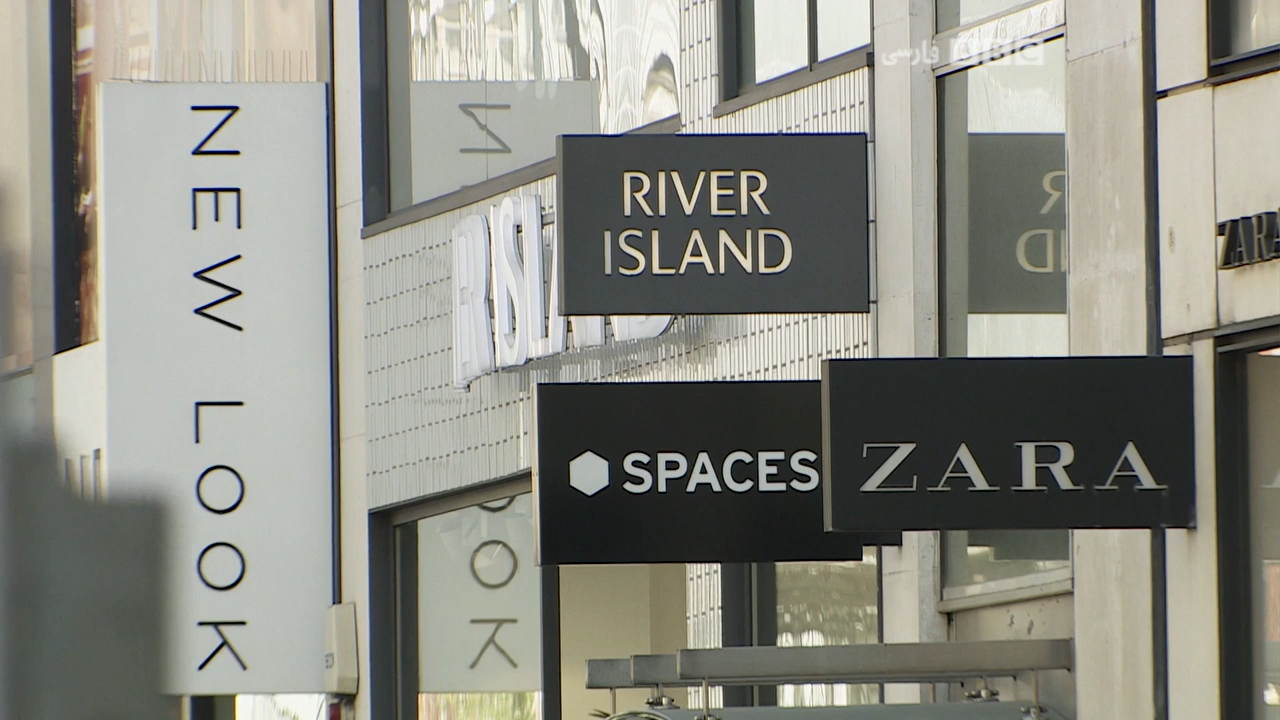 NEW LOOK
RIVER
ISLAND
SPACES
ZARA
ZARA
BBC فارسی